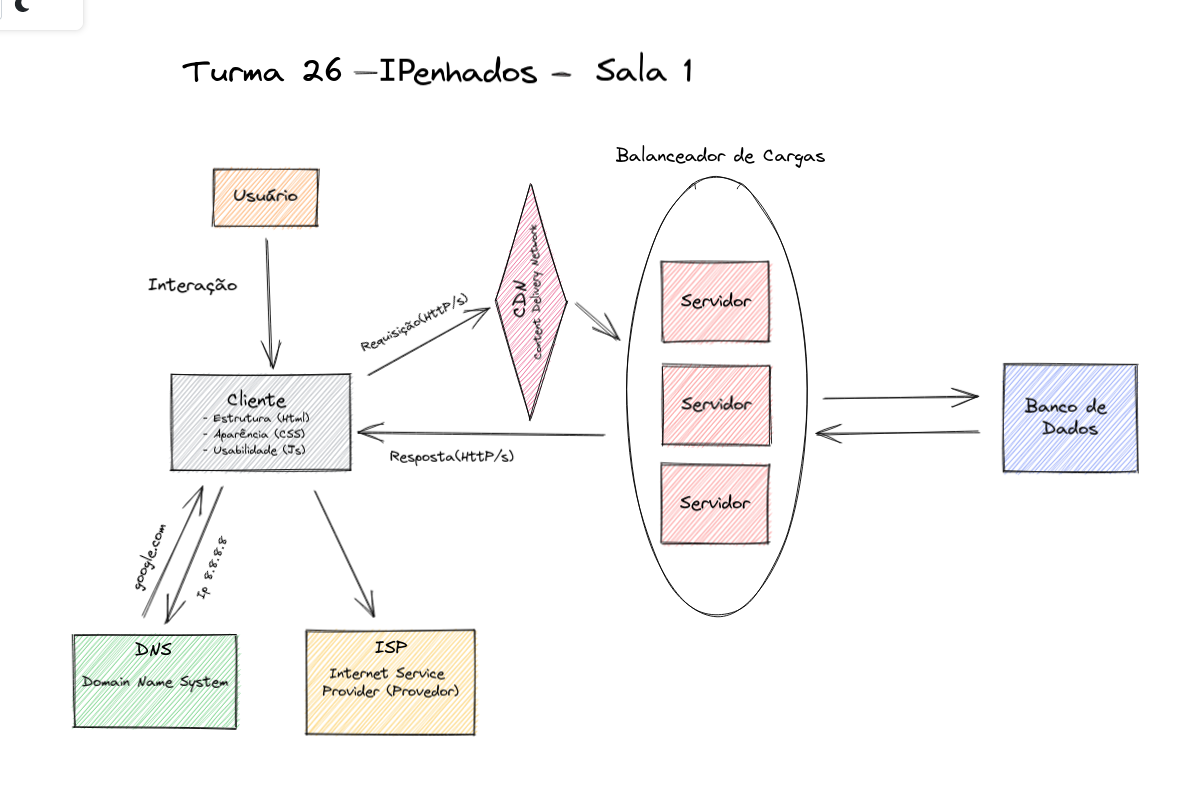 Turma 26 -IPenhados - Sala 1
Balanceador de Cargas
Usuário
Interação
Requisição(HttP/s)
CDN
Content Delivery Network
Servidor
Servidor
Servidor
Cliente
- Estrutura (Html)
- Aparência (CSS)
- Usabilidade (Js)
Resposta(HttP/s)
Banco de
Dados
google.com
Ip 8.8.8.8
DNS
Domain Name System
ISP
Internet Service
Provider (Provedor)